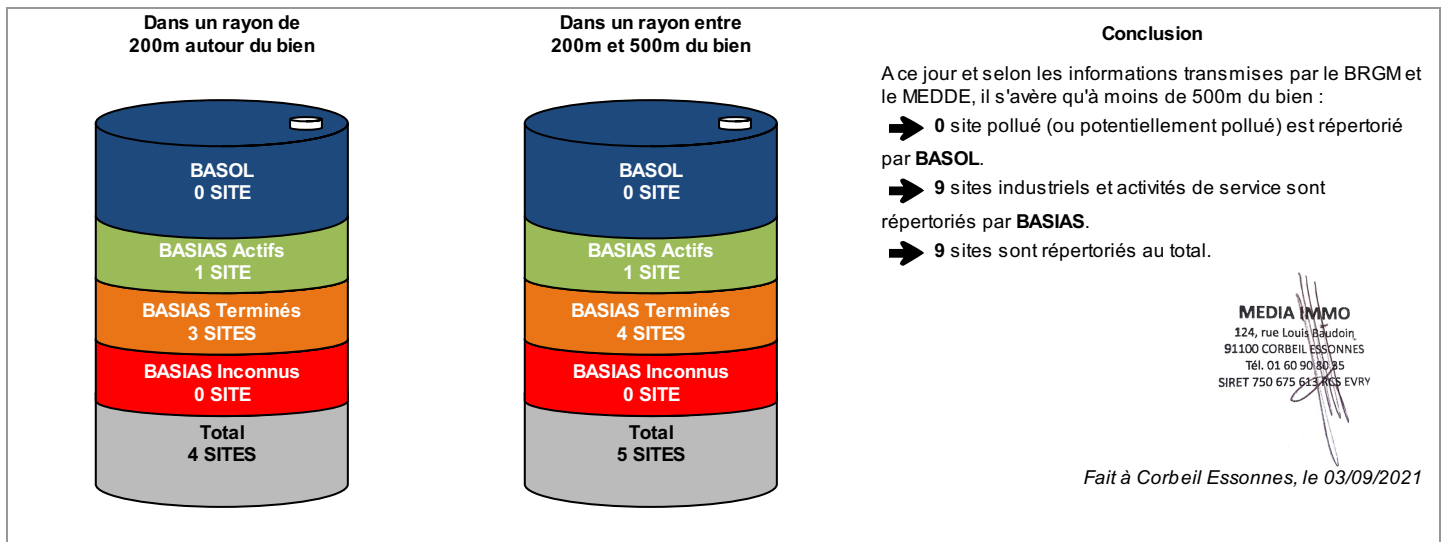 Dans un rayon de
200m autour du bien
BASOL
0 SITE
BASIAS Actifs
1 SITE
BASIAS Terminés
3 SITES
BASIAS Inconnus
0 SITE
Total
4 SITES
Dans un rayon entre
200m et 500m du bien
BASOL
0 SITE
BASIAS Actifs
1 SITE
BASIAS Terminés
4 SITES
BASIAS Inconnus
0 SITE
Total
5 SITES
Conclusion
A ce jour et selon les informations transmises par le BRGM et
le MEDDE, il s'avère qu'à moins de 500m du bien :
0 site pollué (ou potentiellement pollué) est répertorié
par BASOL.
9 sites industriels et activités de service sont
répertoriés par BASIAS.
9 sites sont répertoriés au total.
MEDIA IMMO
124, rue Louis Baudoin
91100 CORBEIL ESSONNES
Tél. 01 60 90 80 85
SIRET 750 675 613 RCS EVRY
Fait à Corbeil Essonnes, le 03/09/2021